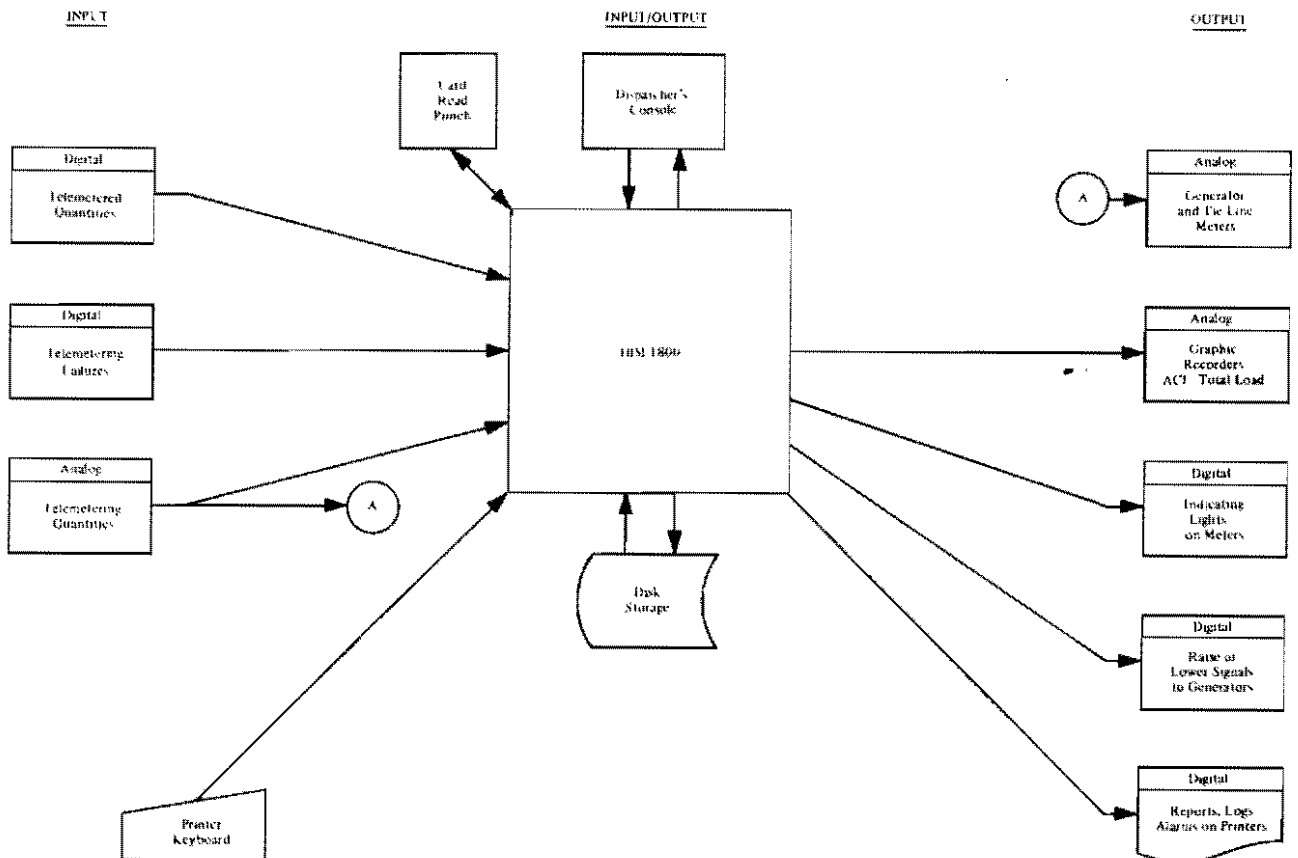 INPUT
INPUT/OUTPUT
OUTPUT
Card
Read
Punch
Dispatcher's
Console
Digital
Telemetered
Quantities
Digital
Telemetering
Failures
Analog
Telemetering
Quantities
A
Printer
Keyboard
IBM 1800
Disk
Storage
A
Analog
Generator
and Tie Line
Meters
Analog
Graphic
Recorders
Total Load
Digital
Indicating
Lights
on Meters
Digital
Raise or
Lower Signals
to Generators
Digital
Reports, Logs
Alarms on Printers